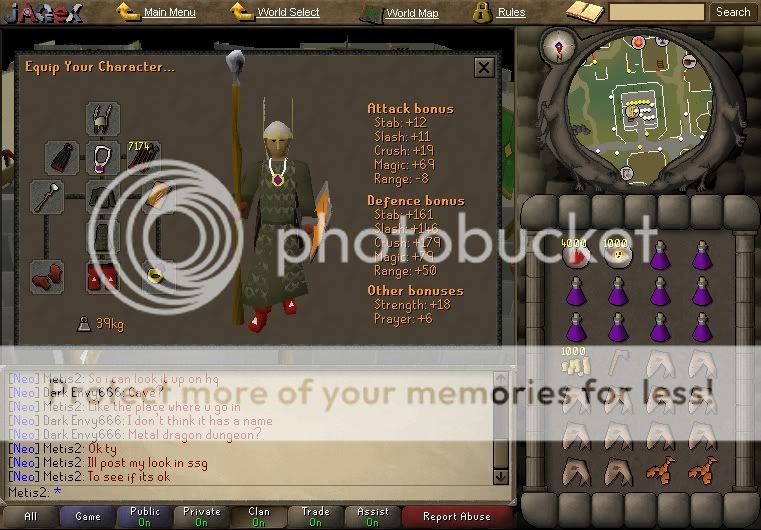 JAGeX
Main Menu
World Select
World Map
Rules
Search
Equip Your Character...
7174
39kg
Attack bonus
Stab: +12
Slash: +11
Crush: +19
Magic: +69
Range: -8
Defence bonus
Stab: +161
Slash: +146
Crush: +179
Magic: +79
Range: +50
Other bonuses
Strength: +18
Prayer: +6
N
4000
1000
1000
photobucket
Protect more of your memories for less!
[Neo] Metis2: So i can look it up on hq
[Neo] Dark Envy666: Cave?
[Neo] Metis2: Like the place where u go in
[Neo] Dark Envy666: I don't think it has a name
[Neo] Dark Envy666: Metal dragon dungeon?
[Neo] Metis2: Ok ty
[Neo] Metis2: Ill post my look in ssg
[Neo] Metis2: To see if its ok
Metis2: *
All
Game
Public
On
Private
On
Clan
On
Trade
On
Assist
On
Report Abuse